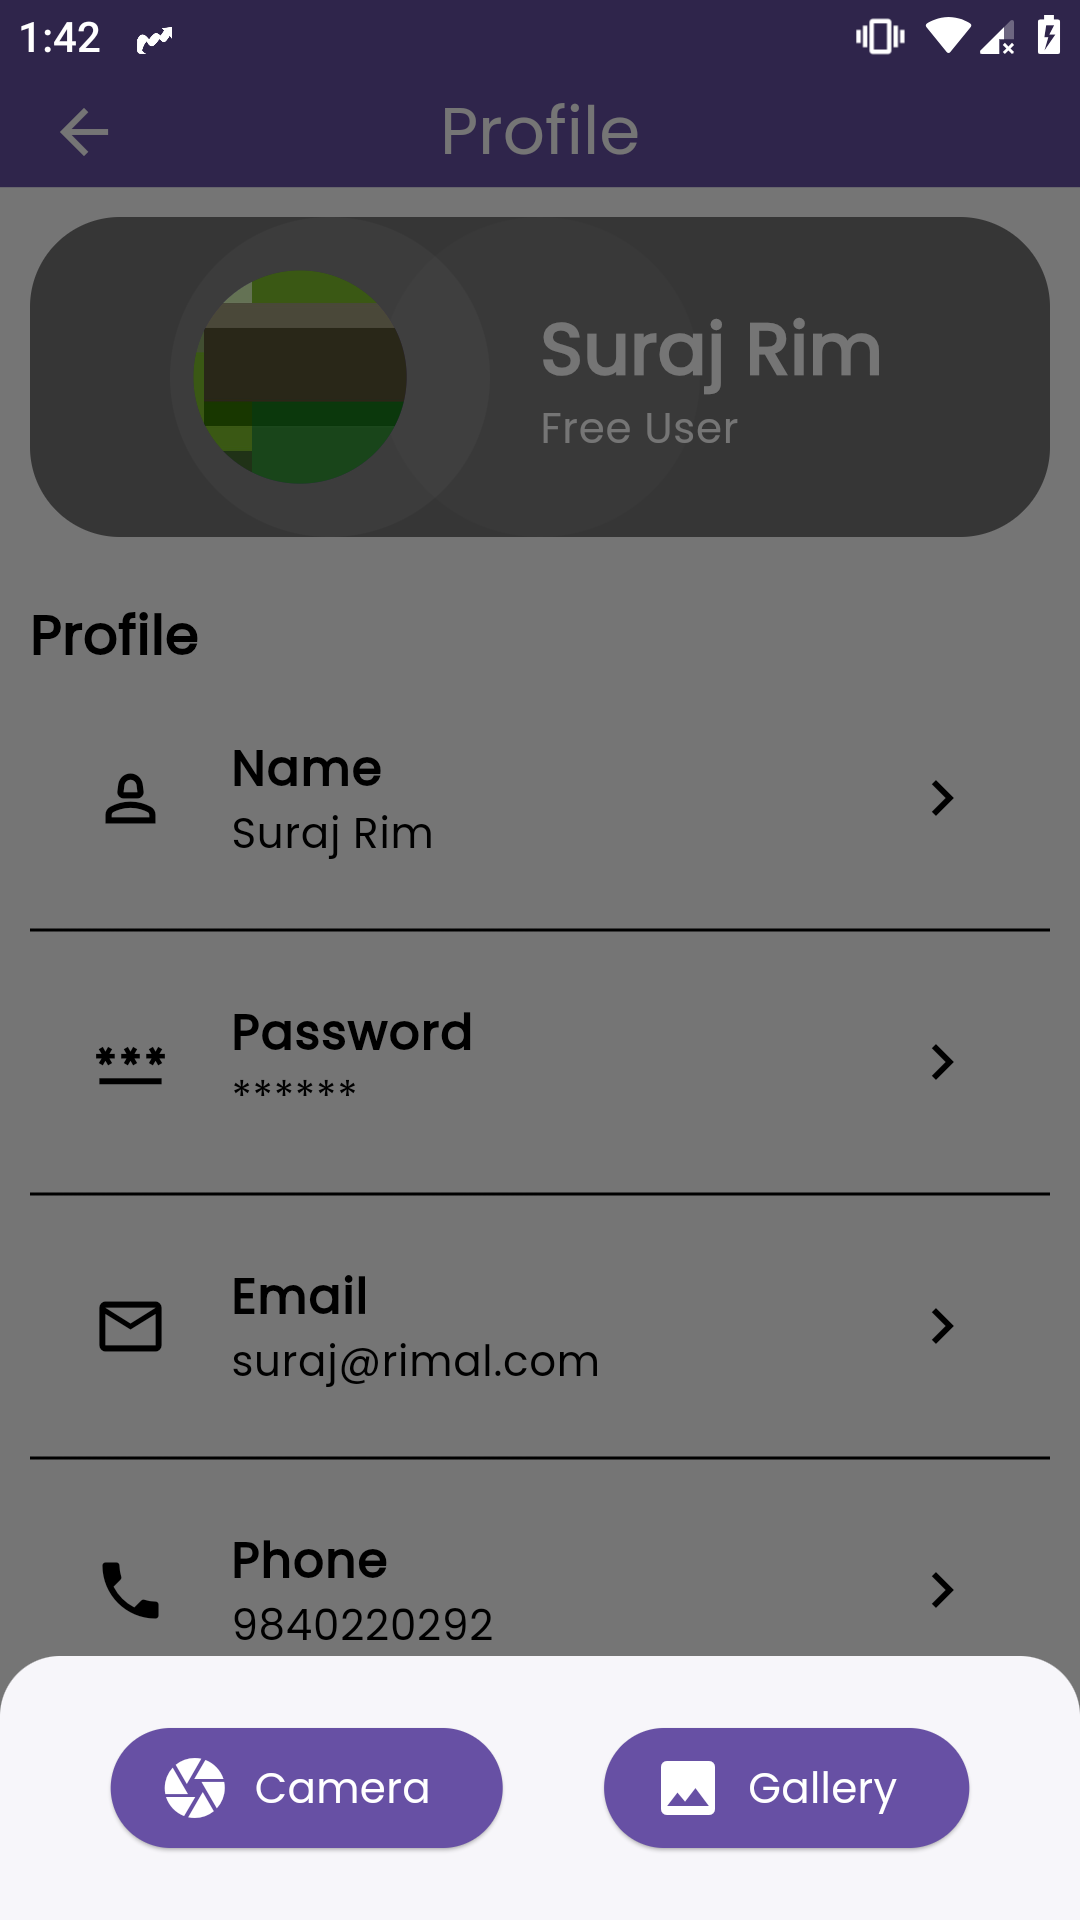 1:42
Profile
Suraj Rim
Free User
Profile
Name
Suraj Rim
Password
******
Email
suraj@rimal.com
Phone
9840220292
Camera
Gallery